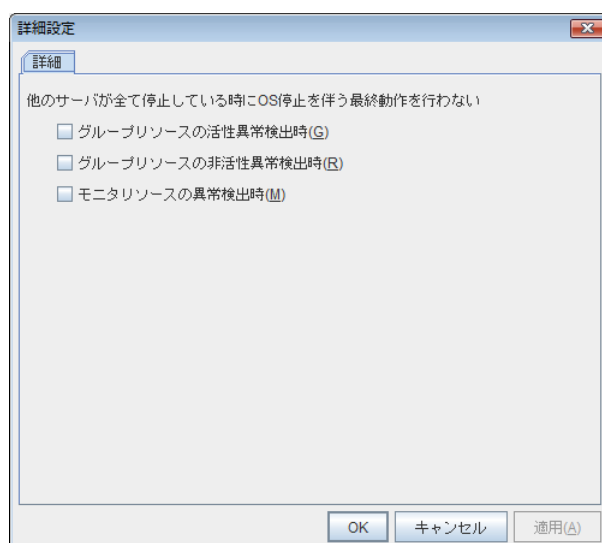 詳細設定
詳細
他のサーバが全て停止している時にOS停止を伴う最終動作を行わない
グループリソースの活性異常検出時(G)
グループリソースの非活性異常検出時(R)
モニタリソースの異常検出時(M)
OK キャンセル 適用(A)